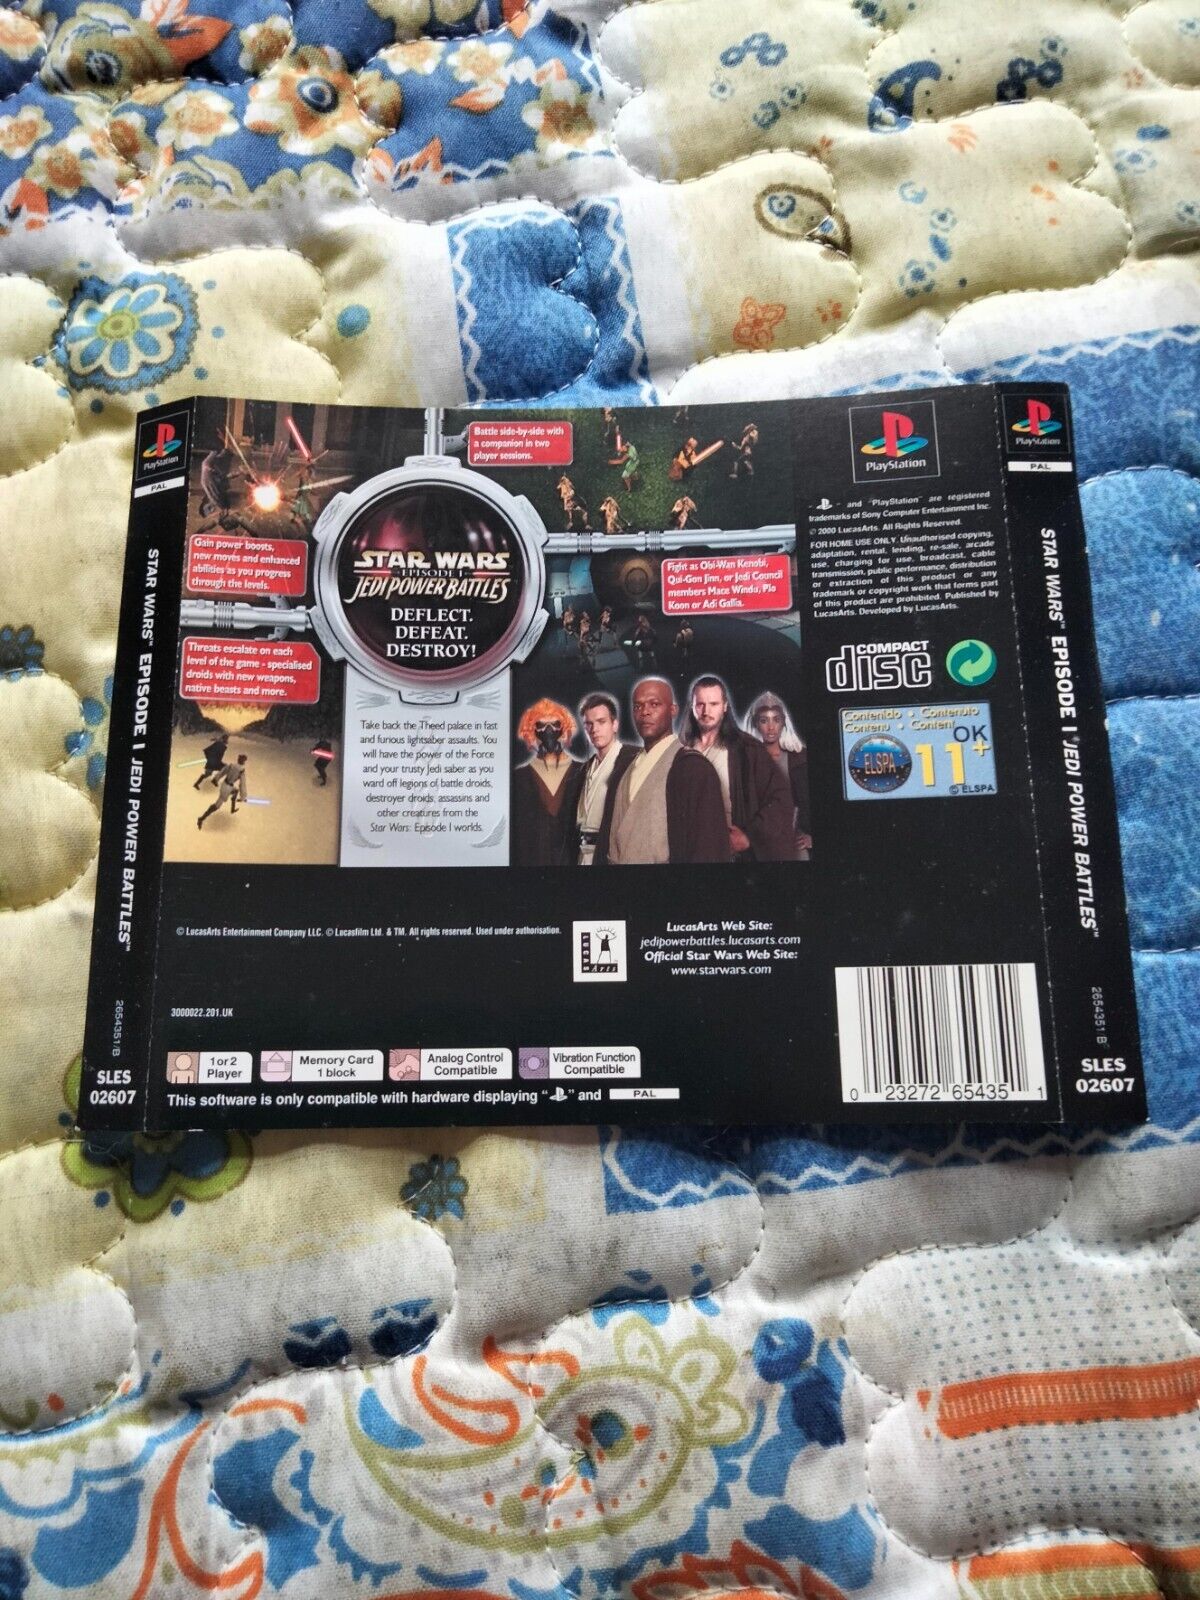 PlayStation
PAL
STAR WARS™ EPISODE I JEDI POWER BATTLES™
2654351/B
SLES
02607
Battle side-by-side with
a companion in two
player sessions.
Gain power boosts,
new moves and enhanced
abilities as you progress
through the levels.
STAR WARS
EPISODE I
JEDI POWER BATTLES
DEFLECT.
DEFEAT.
DESTROY!
Fight as Obi-Wan Kenobi,
Qui-Gon Jinn, or Jedi Council
members Mace Windu, Plo
Koon or Adi Gallia.
Threats escalate on each
level of the game - specialised
droids with new weapons,
native beasts and more.
Take back the Theed palace in fast
and furious lightsaber assaults. You
will have the power of the Force
and your trusty Jedi saber as you
ward off legions of battle droids,
destroyer droids, assassins and
other creatures from the
Star Wars: Episode I worlds.
PlayStation
" " and "PlayStation" are registered
trademarks of Sony Computer Entertainment Inc.
© 2000 LucasArts. All Rights Reserved.
FOR HOME USE ONLY. Unauthorised copying,
adaptation, rental, lending, re-sale, arcade
use, charging for use, broadcast, cable
transmission, public performance, distribution
or extraction of this product or any
trademark or copyright work that forms part
of this product are prohibited. Published by
LucasArts. Developed by LucasArts.
COMPACT
disc
Contenido • Contenuto
Contenu • Content
OK
ELSPA
11+
© ELSPA
© LucasArts Entertainment Company LLC. © Lucasfilm Ltd. & TM. All rights reserved. Used under authorisation.
LUCAS
Arts
LucasArts Web Site:
jedipowerbattles.lucasarts.com
Official Star Wars Web Site:
www.starwars.com
3000022.201.UK
1 or 2
Player
Memory Card
1 block
Analog Control
Compatible
Vibration Function
Compatible
This software is only compatible with hardware displaying " " and PAL
0 23272 65435 1
PlayStation
PAL
STAR WARS™ EPISODE I JEDI POWER BATTLES™
2654351/B
SLES
02607